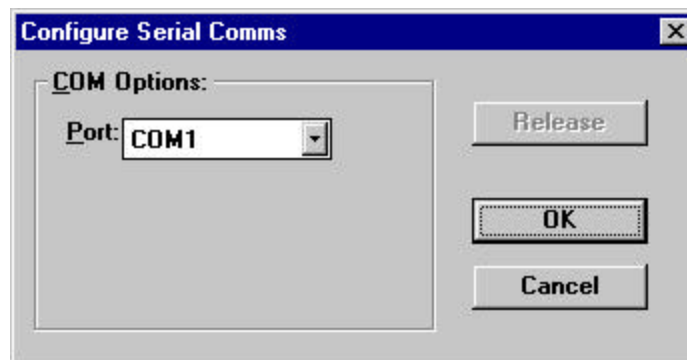 Configure Serial Comms
COM Options:
Port: COM1
Release
OK
Cancel